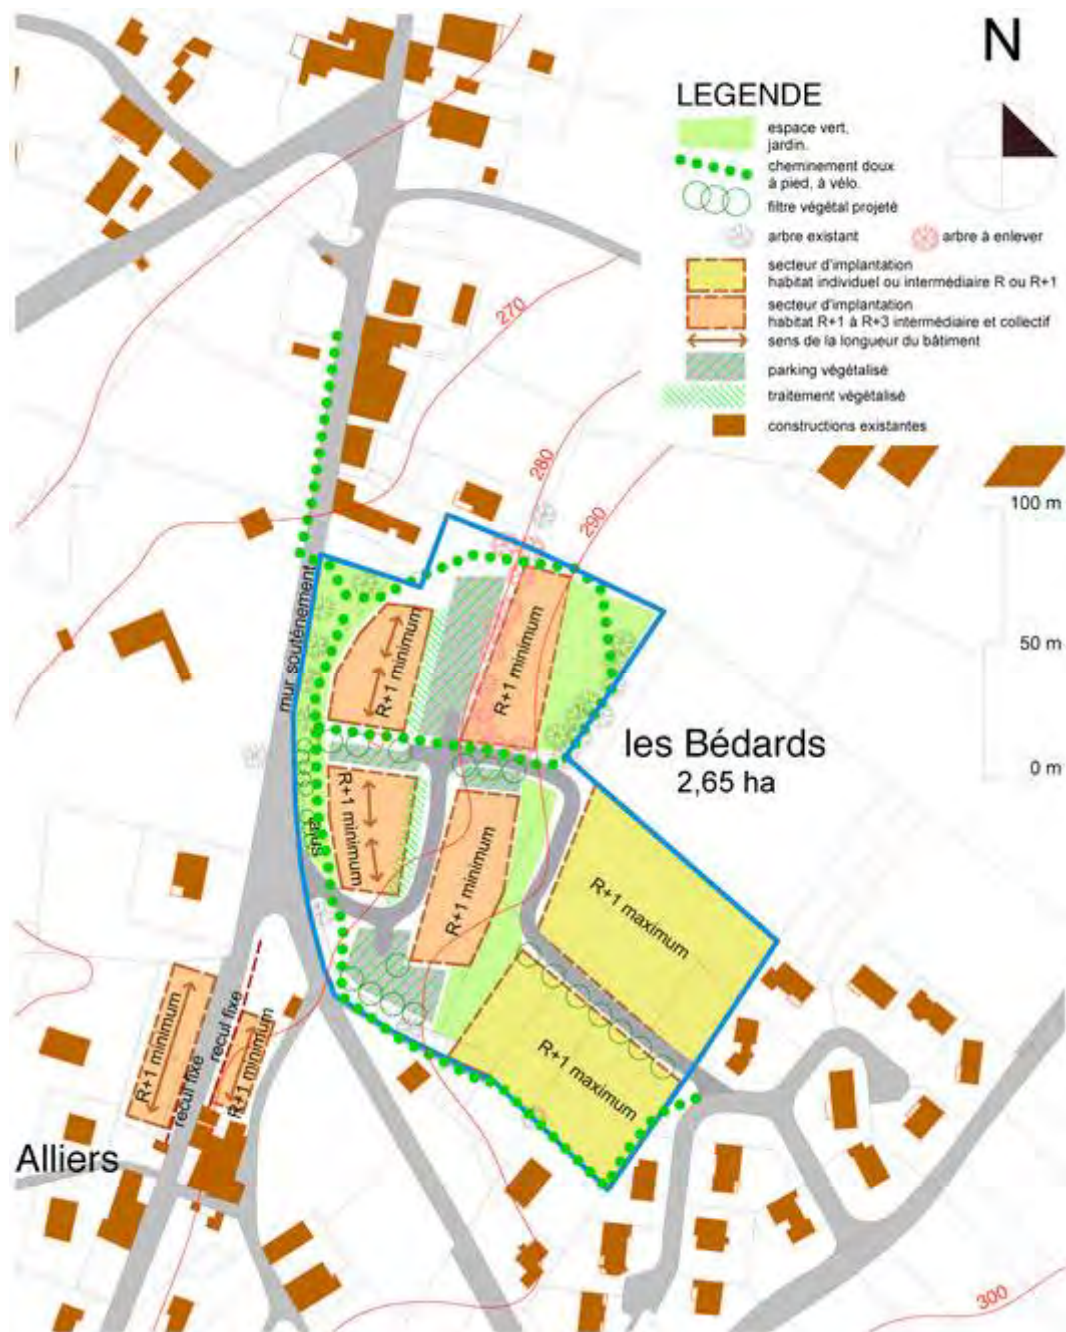 N
LEGENDE
espace vert,
jardin.
cheminement doux
à pied, à vélo.
filtre végétal projeté
arbre existant
arbre à enlever
secteur d'implantation
habitat individuel ou intermédiaire R ou R+1
secteur d'implantation
habitat R+1 à R+3 intermédiaire et collectif
sens de la longueur du bâtiment
parking végétalisé
traitement végétalisé
constructions existantes
270
280
290
100 m
50 m
0 m
mur soutènement
R+1 minimum
R+1 minimum
les Bédards
2,65 ha
R+1 minimum
R+1 minimum
talus
R+1 maximum
R+1 maximum
R+1 minimum
recul fixe
recul fixe
R+1 minimum
Alliers
300